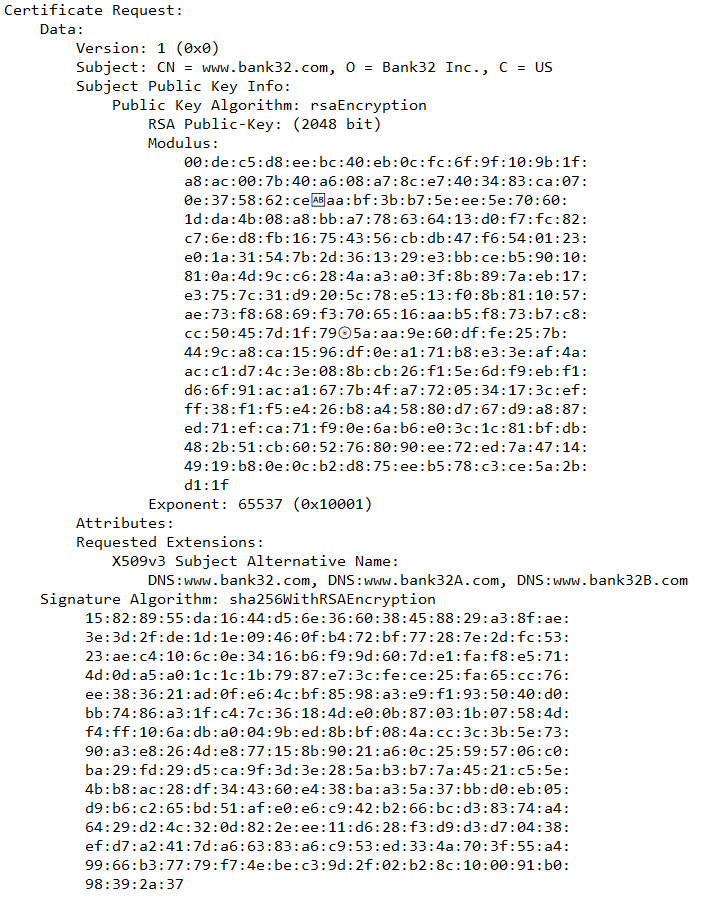 Certificate Request:
Data:
Version: 1 (0x0)
Subject: CN = www.bank32.com, O = Bank32 Inc., C = US
Subject Public Key Info:
Public Key Algorithm: rsaEncryption
RSA Public-Key: (2048 bit)
Modulus:
00:de:c5:d8:ee:bc:40:eb:0c:fc:6f:9f:10:9b:1f:
a8:ac:00:7b:40:a6:08:a7:8c:e7:40:34:83:ca:07:
0e:37:58:62:ce🆎aa:bf:3b:b7:5e:ee:5e:70:60:
1d:da:4b:08:a8:bb:a7:78:63:64:13:d0:f7:fc:82:
c7:6e:d8:fb:16:75:43:56:cb:db:47:f6:54:01:23:
e0:1a:31:54:7b:2d:36:13:29:e3:bb:ce:b5:90:10:
81:0a:4d:9c:c6:28:4a:a3:a0:3f:8b:89:7a:eb:17:
e3:75:7c:31:d9:20:5c:78:e5:13:f0:8b:81:10:57:
ae:73:f8:68:69:f3:70:65:16:aa:b5:f8:73:b7:c8:
cc:50:45:7d:1f:79⏺5a:aa:9e:60:df:fe:25:7b:
44:9c:a8:ca:15:96:df:0e:a1:71:b8:e3:3e:af:4a:
ac:c1:d7:4c:3e:08:8b:cb:26:f1:5e:6d:f9:eb:f1:
d6:6f:91:ac:a1:67:7b:4f:a7:72:05:34:17:3c:ef:
ff:38:f1:f5:e4:26:b8:a4:58:80:d7:67:d9:a8:87:
ed:71:ef:ca:71:f9:0e:6a:b6:e0:3c:1c:81:bf:db:
48:2b:51:cb:60:52:76:80:90:ee:72:ed:7a:47:14:
49:19:b8:0e:0c:b2:d8:75:ee:b5:78:c3:ce:5a:2b:
d1:1f
Exponent: 65537 (0x10001)
Attributes:
Requested Extensions:
X509v3 Subject Alternative Name:
DNS:www.bank32.com, DNS:www.bank32A.com, DNS:www.bank32B.com
Signature Algorithm: sha256WithRSAEncryption
15:82:89:55:da:16:44:d5:6e:36:60:38:45:88:29:a3:8f:ae:
3e:3d:2f:de:1d:1e:09:46:0f:b4:72:bf:77:28:7e:2d:fc:53:
23:ae:c4:10:6c:0e:34:16:b6:f9:9d:60:7d:e1:fa:f8:e5:71:
4d:0d:a5:a0:1c:1c:1b:79:87:e7:3c:fe:ce:25:fa:65:cc:76:
ee:38:36:21:ad:0f:e6:4c:bf:85:98:a3:e9:f1:93:50:40:d0:
bb:74:86:a3:1f:c4:7c:36:18:4d:e0:0b:87:03:1b:07:58:4d:
f4:ff:10:6a:db:a0:04:9b:ed:8b:bf:08:4a:cc:3c:3b:5e:73:
90:a3:e8:26:4d:e8:77:15:8b:90:21:a6:0c:25:59:57:06:c0:
ba:29:fd:29:d5:ca:9f:3d:3e:28:5a:b3:b7:7a:45:21:c5:5e:
4b:b8:ac:28:df:34:43:60:e4:38:ba:a3:5a:37:bb:d0:eb:05:
d9:b6:c2:65:bd:51:af:e0:e6:c9:42:b2:66:bc:d3:83:74:a4:
64:29:d2:4c:32:0d:82:2e:ee:11:d6:28:f3:d9:d3:d7:04:38:
ef:d7:a2:41:7d:a6:63:83:a6:c9:53:ed:33:4a:70:3f:55:a4:
99:66:b3:77:79:f7:4e:be:c3:9d:2f:02:b2:8c:10:00:91:b0:
98:39:2a:37